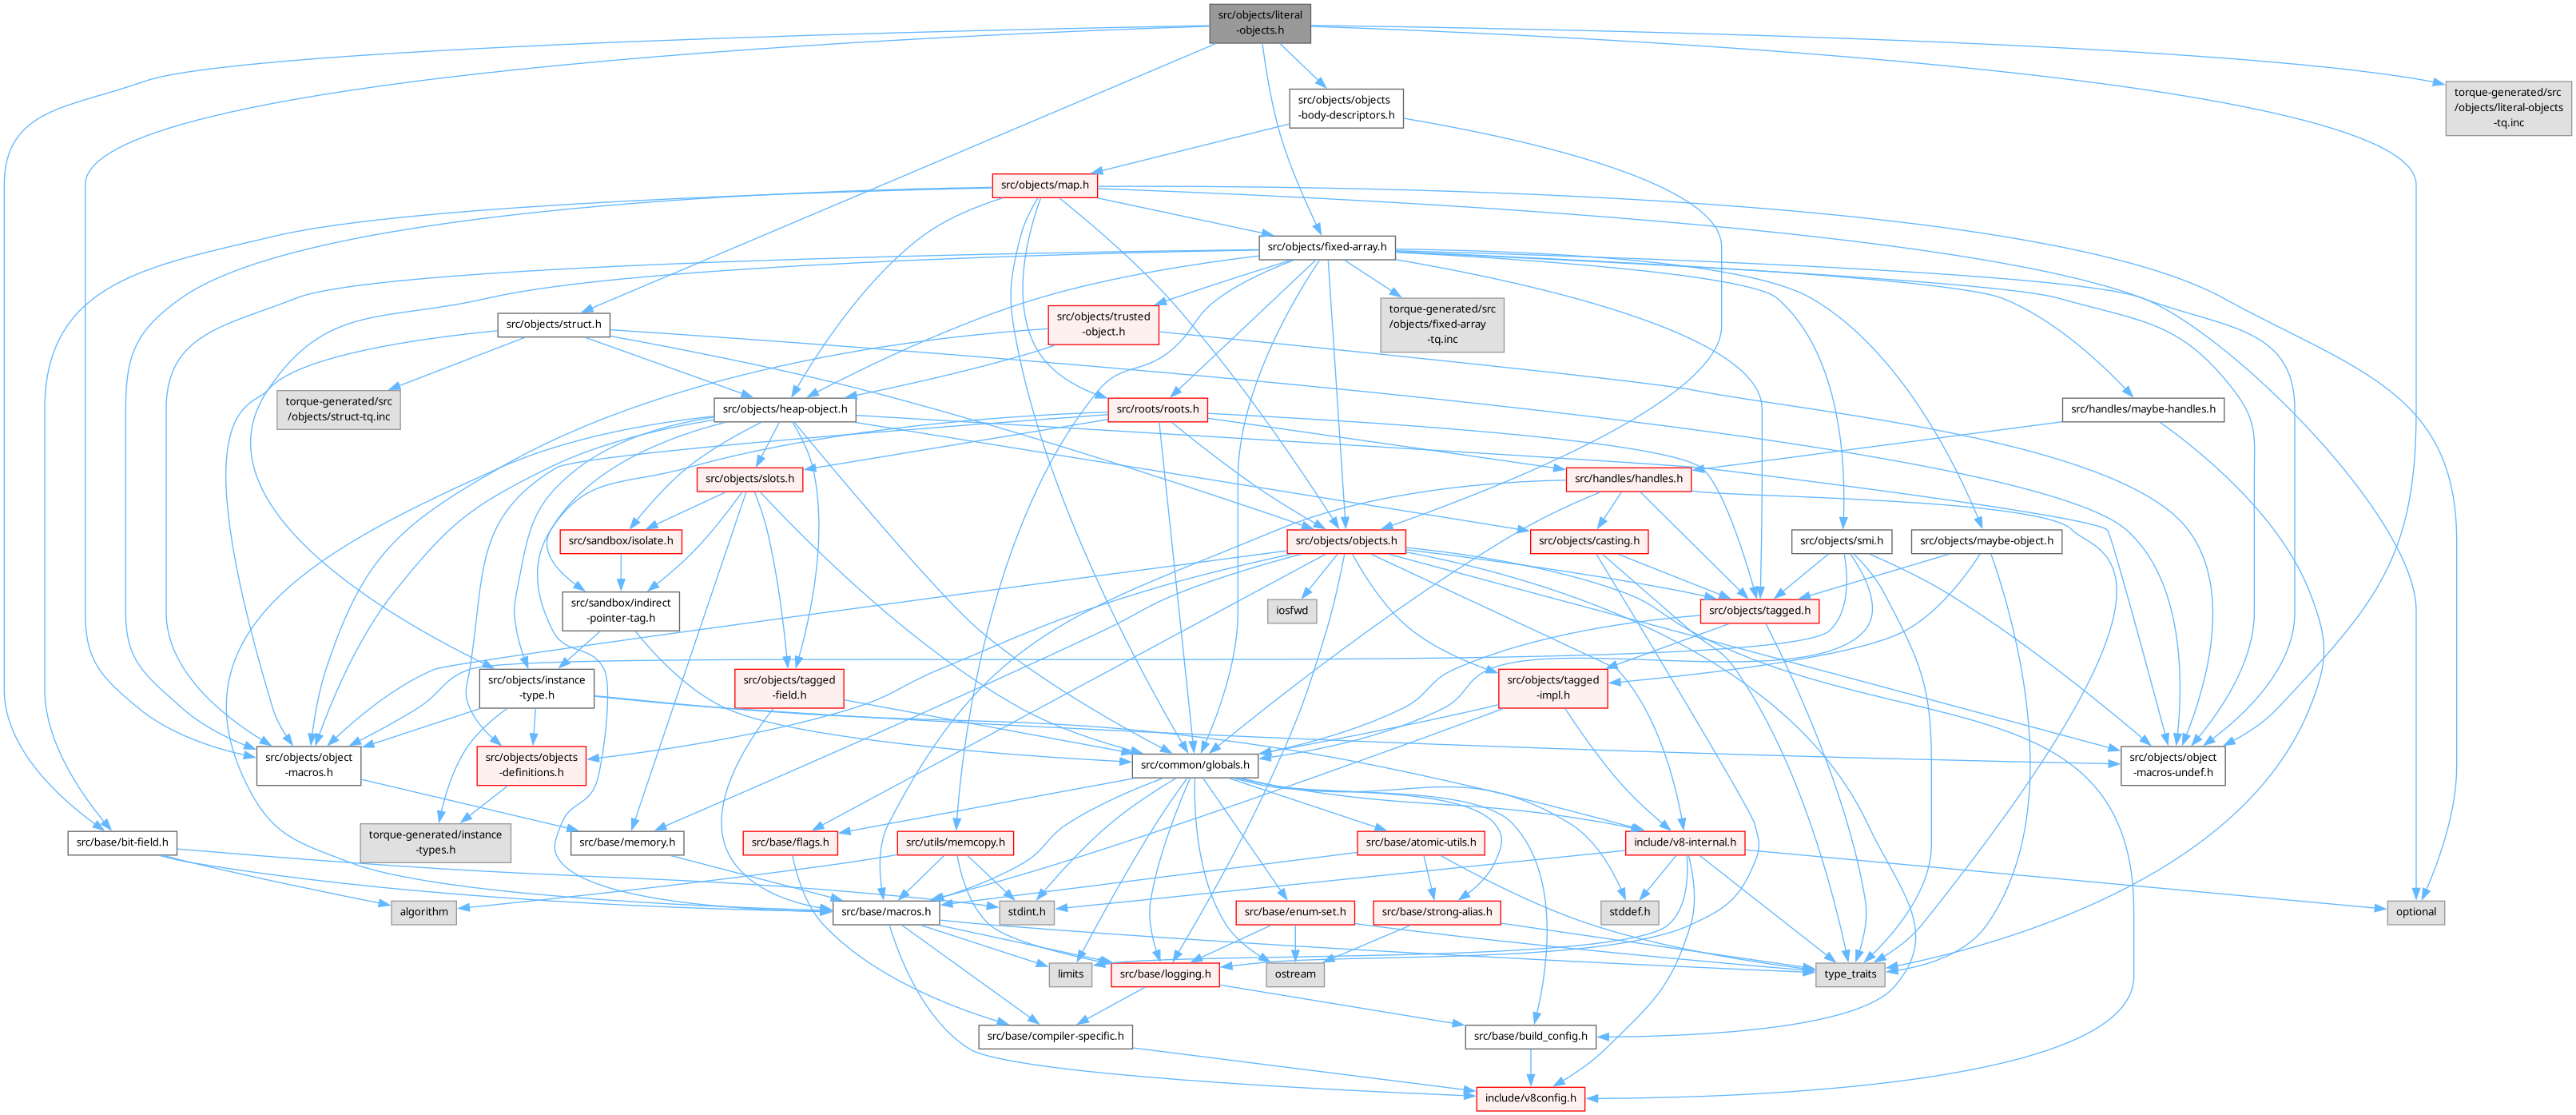 src/objects/literal
-objects.h
torque-generated/src
/objects/literal-objects
-tq.inc
src/objects/objects
-body-descriptors.h
src/objects/map.h
src/objects/fixed-array.h
src/objects/trusted
-object.h
torque-generated/src
/objects/fixed-array
-tq.inc
src/objects/struct.h
torque-generated/src
/objects/struct-tq.inc
src/objects/heap-object.h
src/roots/roots.h
src/handles/maybe-handles.h
src/objects/slots.h
src/handles/handles.h
src/sandbox/isolate.h
src/objects/objects.h
src/objects/casting.h
src/objects/smi.h
src/objects/maybe-object.h
src/sandbox/indirect
-pointer-tag.h
iosfwd
src/objects/tagged.h
src/objects/instance
-type.h
src/objects/tagged
-field.h
src/objects/tagged
-impl.h
src/objects/object
-macros.h
src/objects/objects
-definitions.h
src/common/globals.h
src/objects/object
-macros-undef.h
src/base/bit-field.h
torque-generated/instance
-types.h
src/base/memory.h
src/base/flags.h
src/utils/memcopy.h
src/base/atomic-utils.h
include/v8-internal.h
algorithm
src/base/macros.h
stdint.h
src/base/enum-set.h
src/base/strong-alias.h
stddef.h
optional
limits
src/base/logging.h
ostream
type_traits
src/base/compiler-specific.h
src/base/build_config.h
include/v8config.h